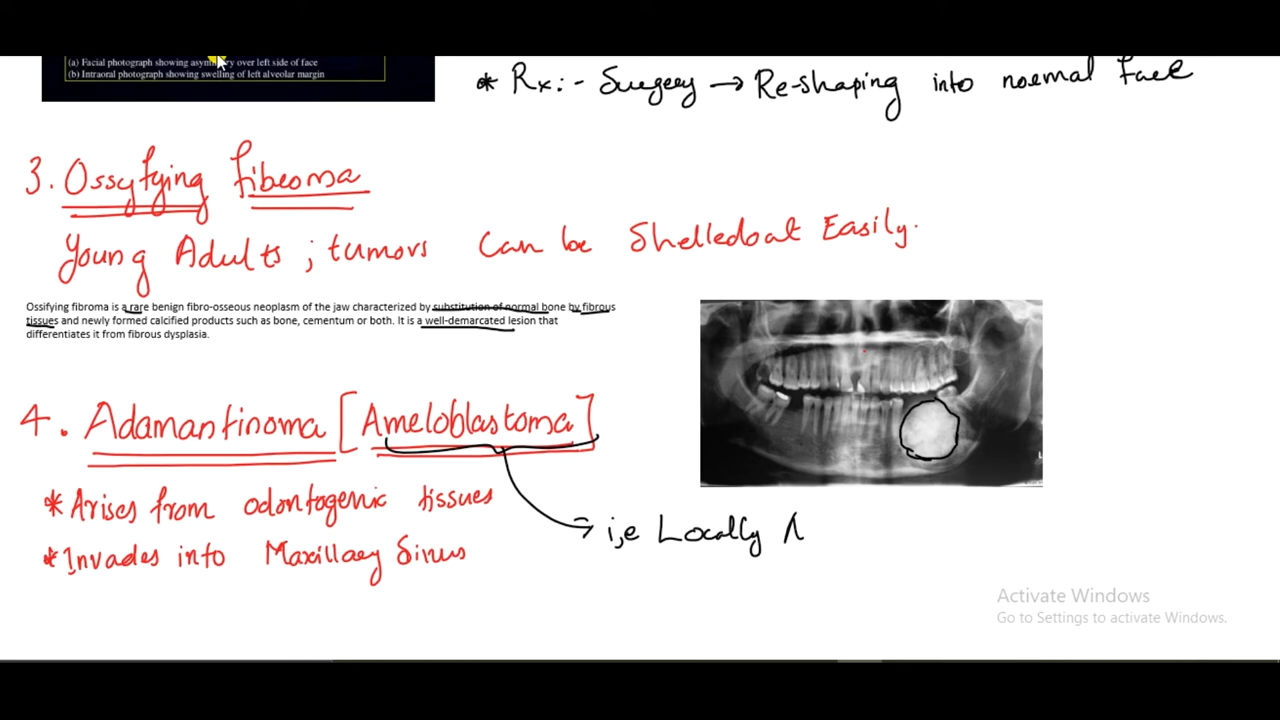 (a) Facial photograph showing asymmetry over left side of face
(b) Intraoral photograph showing swelling of left alveolar margin
* Rx:- Surgery → Re-shaping into normal Face
3. Ossyfying fibroma
Young Adults ; tumors can be Shelledout Easily.
Ossifying fibroma is a rare benign fibro-osseous neoplasm of the jaw characterized by substitution of normal bone by fibrous
tissues and newly formed calcified products such as bone, cementum or both. It is a well-demarcated lesion that
differentiates it from fibrous dysplasia.
4. Adamantinoma [Ameloblastoma]
* Arises from odontogenic tissues
→ i,e Locally
* Invades into Maxillary Sinus
Activate Windows
Go to Settings to activate Windows.